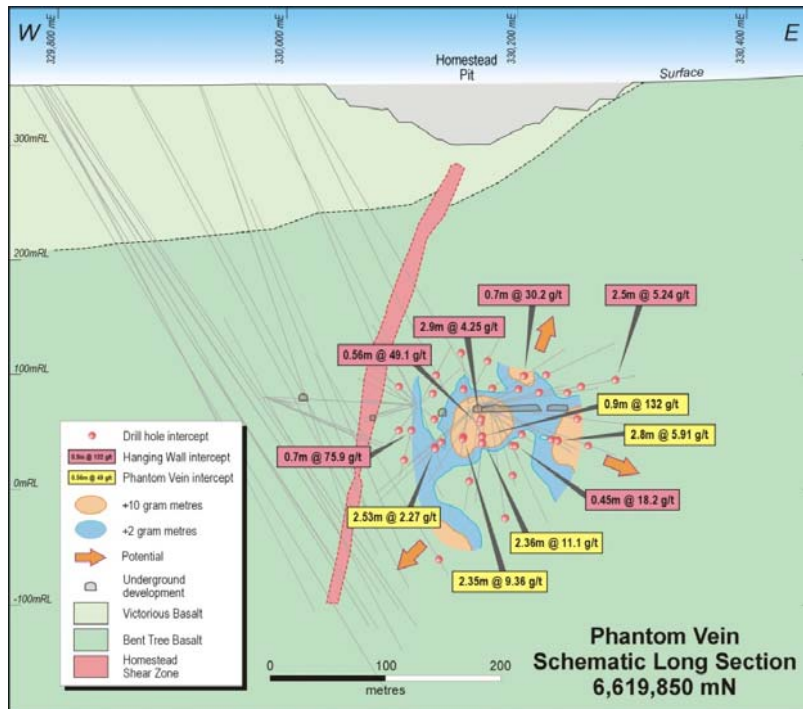 W
E
329,800 mE
330,000 mE
330,200 mE
330,400 mE
Homestead
Pit
Surface
300mRL
200mRL
100mRL
0mRL
-100mRL
0.7m @ 30.2 g/t
2.5m @ 5.24 g/t
2.9m @ 4.25 g/t
0.56m @ 49.1 g/t
0.9m @ 132 g/t
2.8m @ 5.91 g/t
0.7m @ 75.9 g/t
0.45m @ 18.2 g/t
2.53m @ 2.27 g/t
2.36m @ 11.1 g/t
2.35m @ 9.36 g/t
Drill hole intercept
Hanging Wall intercept
Phantom Vein intercept
+10 gram metres
+2 gram metres
Potential
Underground
development
Victorious Basalt
Bent Tree Basalt
Homestead
Shear Zone
0 100 200
metres
Phantom Vein
Schematic Long Section
6,619,850 mN